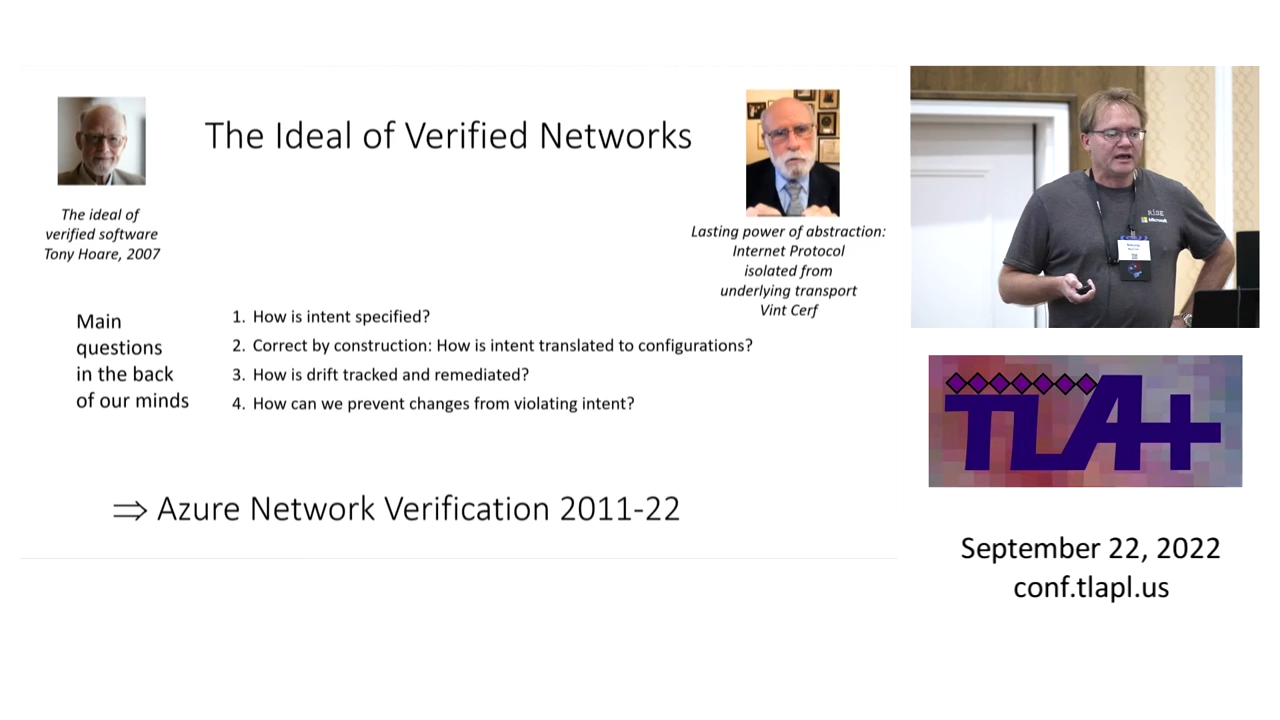 The Ideal of Verified Networks
The ideal of
verified software
Tony Hoare, 2007
Lasting power of abstraction:
Internet Protocol
isolated from
underlying transport
Vint Cerf
Main
questions
in the back
of our minds
1. How is intent specified?
2. Correct by construction: How is intent translated to configurations?
3. How is drift tracked and remediated?
4. How can we prevent changes from violating intent?
⇒ Azure Network Verification 2011-22
RiSE
Microsoft
TLA+
September 22, 2022
conf.tlapl.us